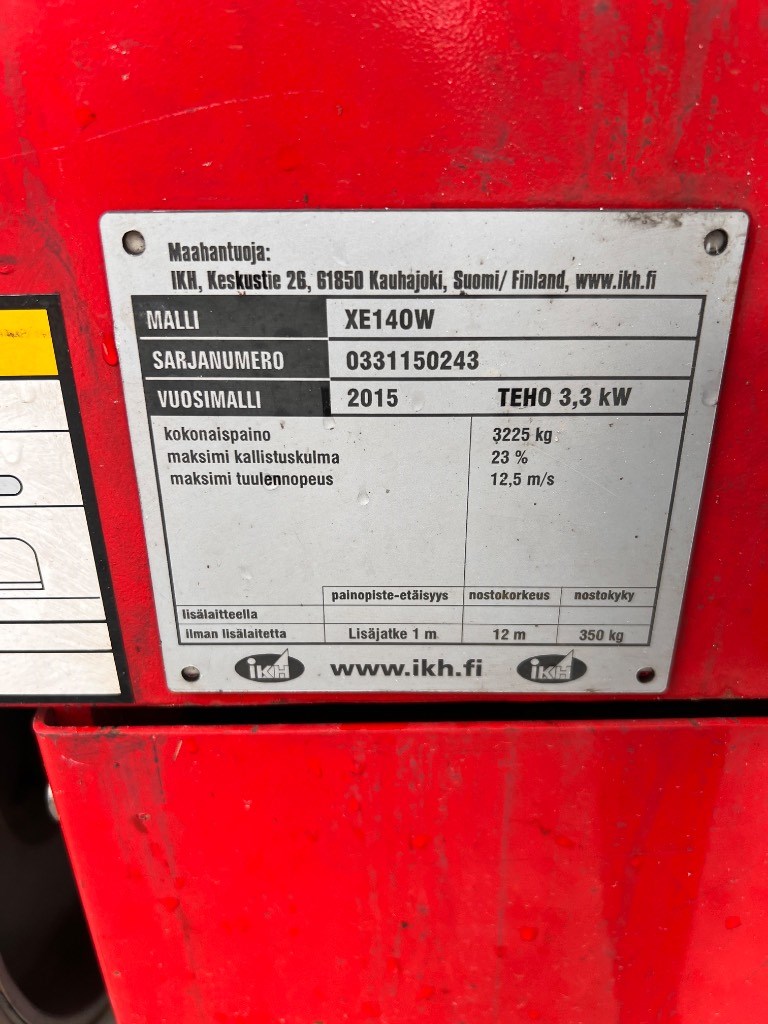 Maahantuoja:
IKH, Keskustie 26, 61850 Kauhajoki, Suomi/ Finland, www.ikh.fi
MALLI XE140W
SARJANUMERO 0331150243
VUOSIMALLI 2015 TEHO 3,3 kW
kokonaispaino 3225 kg
maksimi kallistuskulma 23 %
maksimi tuulennopeus 12,5 m/s
painopiste-etäisyys nostokorkeus nostokyky
lisälaitteella
ilman lisälaitetta Lisäjatke 1 m 12 m 350 kg
IKH www.ikh.fi IKH